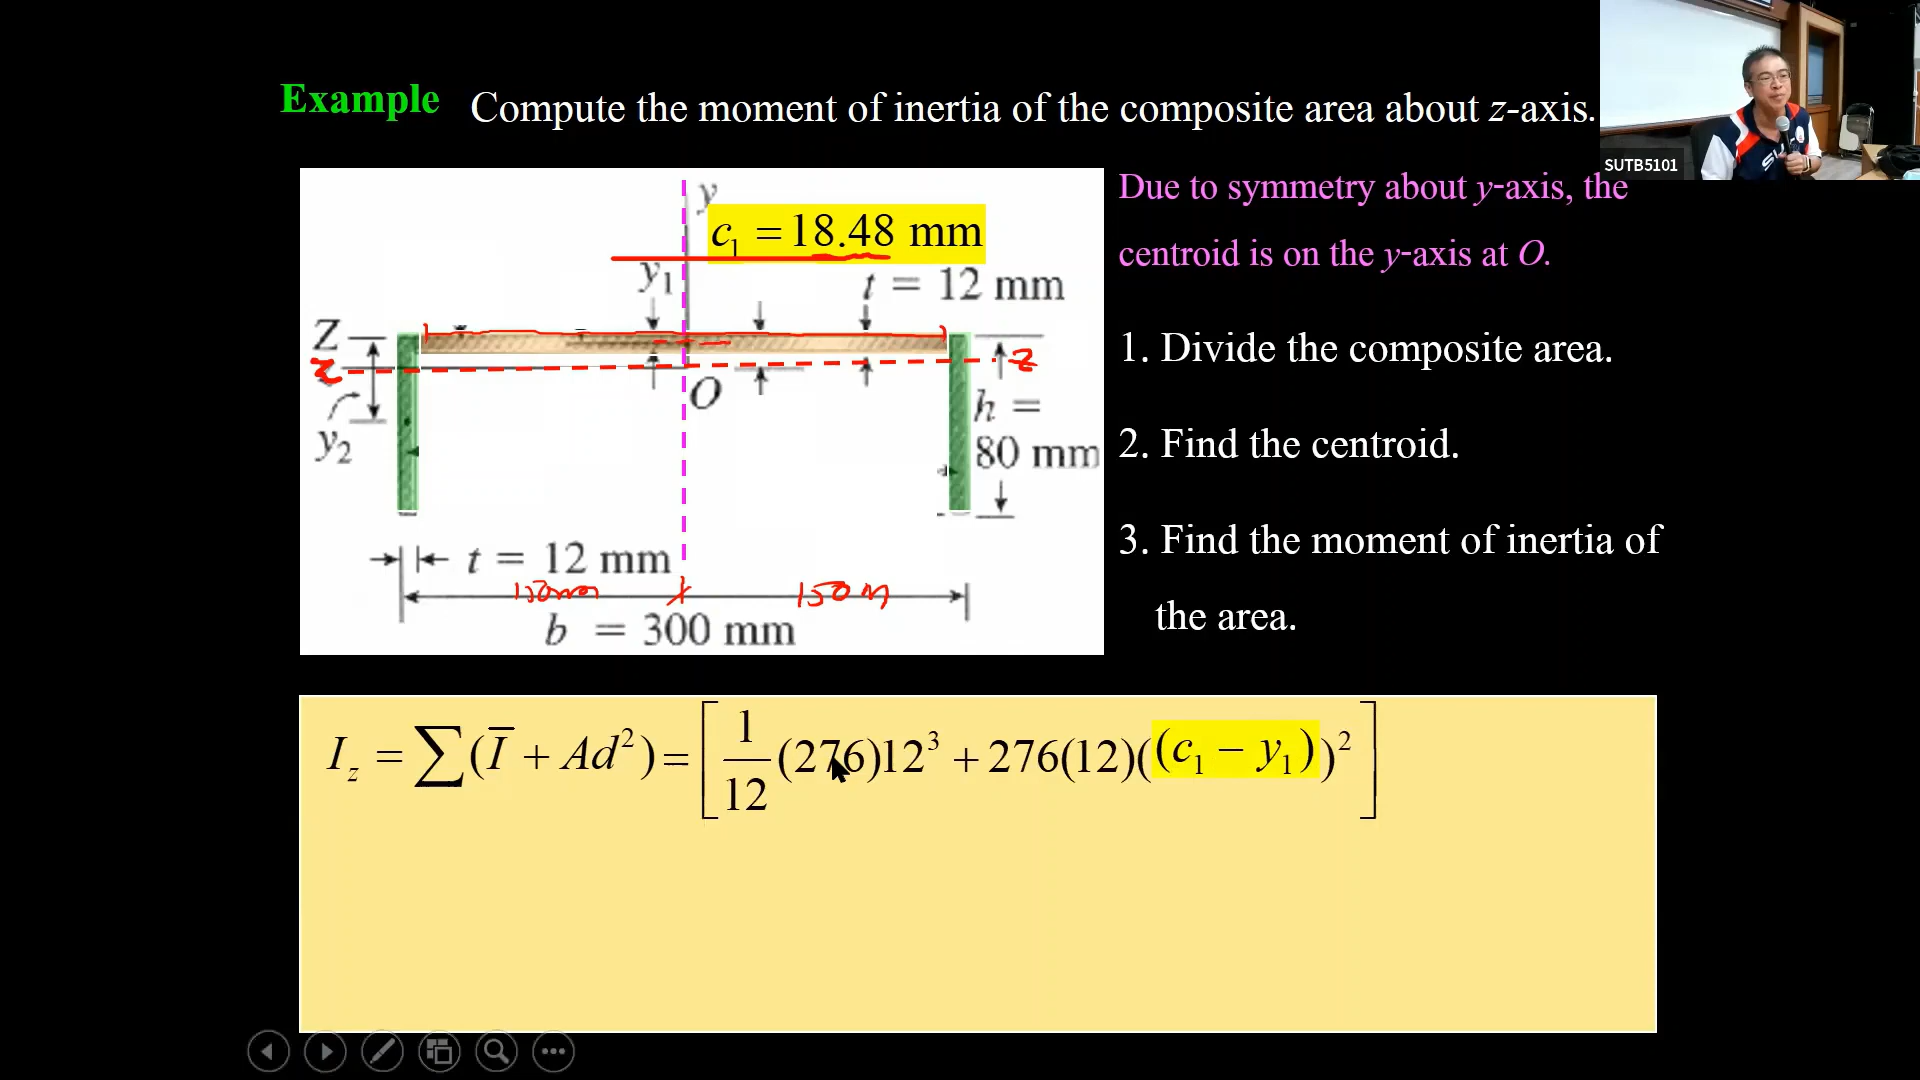 Example Compute the moment of inertia of the composite area about z-axis.
SUTB5101
Due to symmetry about y-axis, the
centroid is on the y-axis at O.
1. Divide the composite area.
2. Find the centroid.
3. Find the moment of inertia of
the area.
y
c₁ = 18.48 mm
y₁
t = 12 mm
Z
z
z
O
y₂
h =
80 mm
t = 12 mm
150 m
b = 300 mm
I_z = ∑(Ī + Ad²) = [1/12 (276)12³ + 276(12)((c₁ − y₁))²]